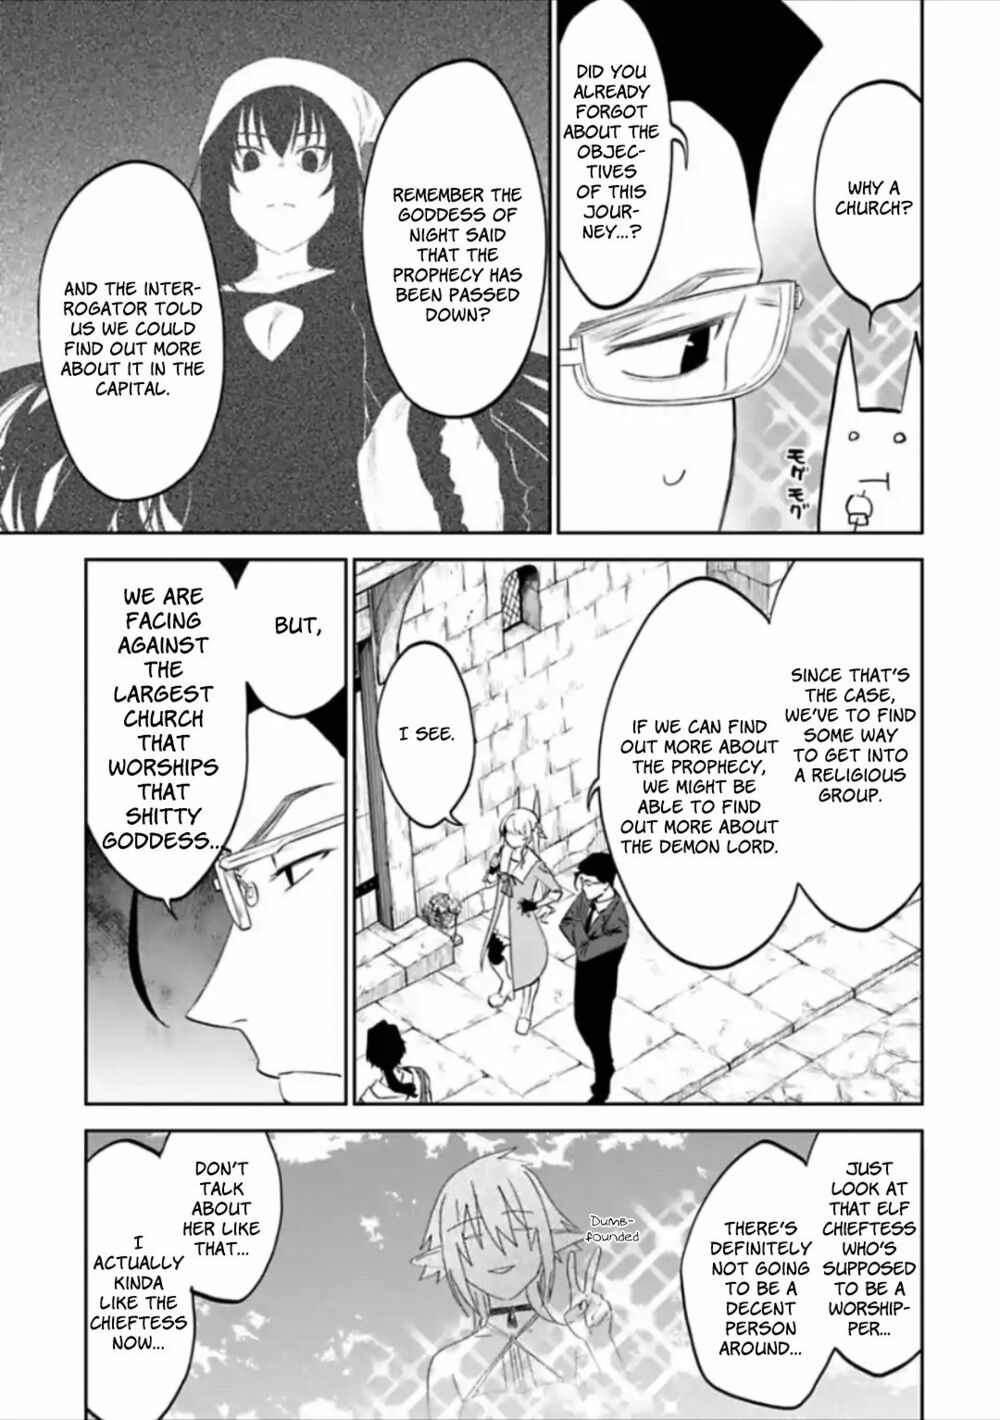 WHY A
CHURCH?
DID YOU
ALREADY
FORGOT
ABOUT THE
OBJEC-
TIVES
OF THIS
JOUR-
NEY...?
モグモグ
REMEMBER THE
GODDESS OF
NIGHT SAID
THAT THE
PROPHECY HAS
BEEN PASSED
DOWN?
AND THE INTER-
ROGATOR TOLD
US WE COULD
FIND OUT MORE
ABOUT IT IN THE
CAPITAL.
SINCE THAT'S
THE CASE,
WE'VE TO FIND
SOME WAY
TO GET INTO
A RELIGIOUS
GROUP.
IF WE CAN FIND
OUT MORE ABOUT
THE PROPHECY,
WE MIGHT BE
ABLE TO FIND
OUT MORE ABOUT
THE DEMON LORD.
I SEE.
BUT,
WE ARE
FACING
AGAINST
THE
LARGEST
CHURCH
THAT
WORSHIPS
THAT
SHITTY
GODDESS...
JUST
LOOK AT
THAT ELF
CHIEFTESS
WHO'S
SUPPOSED
TO BE A
WORSHIP-
PER...
THERE'S
DEFINITELY
NOT GOING
TO BE A
DECENT
PERSON
AROUND...
Dumb-
founded
DON'T
TALK
ABOUT
HER LIKE
THAT...
I
ACTUALLY
KINDA
LIKE THE
CHIEFTESS
NOW...